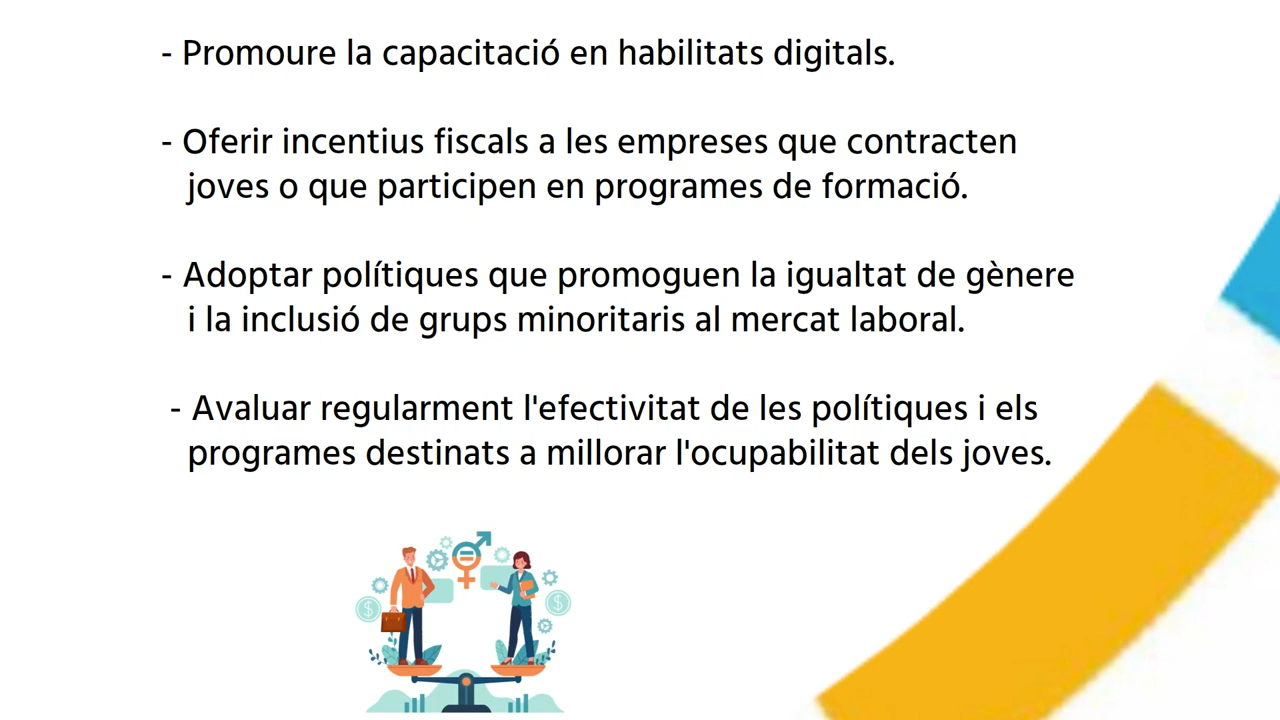 - Promoure la capacitació en habilitats digitals.
- Oferir incentius fiscals a les empreses que contracten
joves o que participen en programes de formació.
- Adoptar polítiques que promoguen la igualtat de gènere
i la inclusió de grups minoritaris al mercat laboral.
- Avaluar regularment l'efectivitat de les polítiques i els
programes destinats a millorar l'ocupabilitat dels joves.